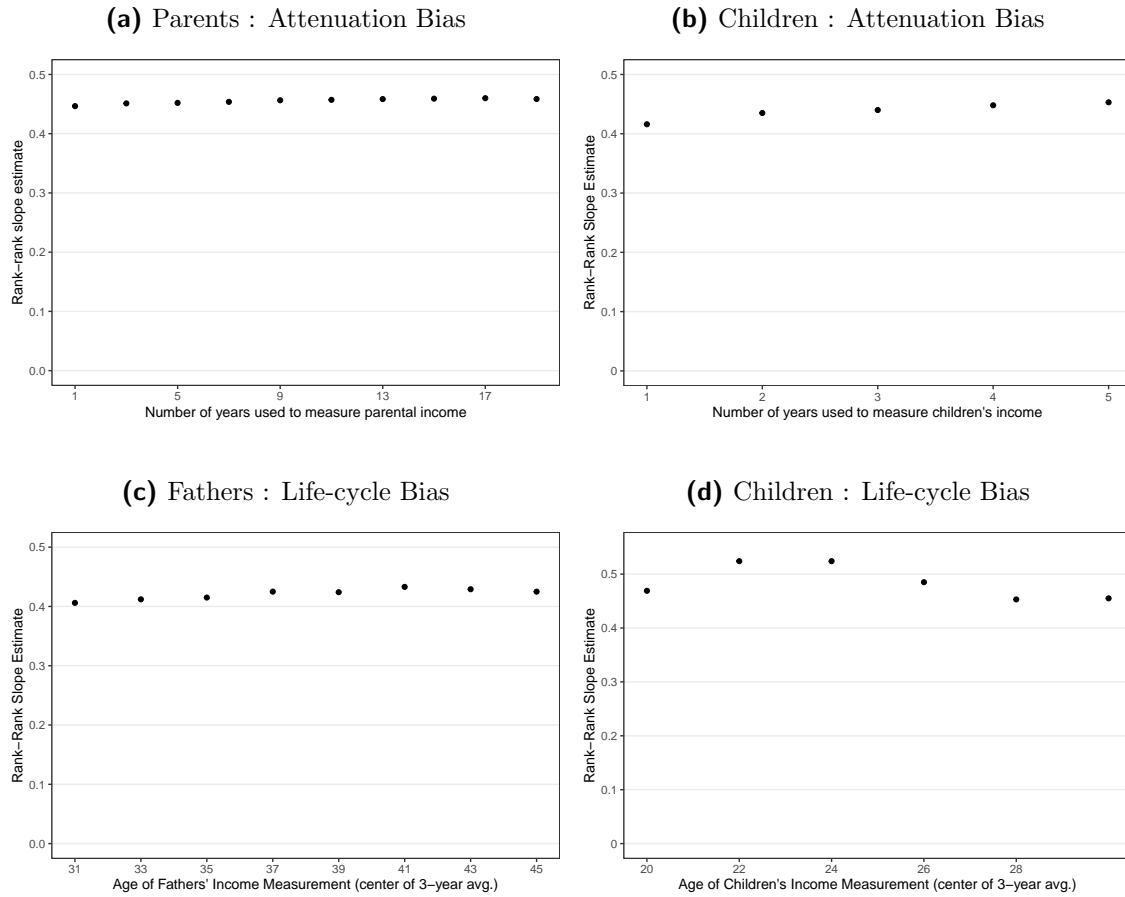 (a) Parents : Attenuation Bias
0.5
0.4
0.3
0.2
0.1
0.0
Rank−rank slope estimate
1 5 9 13 17
Number of years used to measure parental income
(b) Children : Attenuation Bias
0.5
0.4
0.3
0.2
0.1
0
Rank−Rank Slope Estimate
1 2 3 4 5
Number of years used to measure children's income
(c) Fathers : Life-cycle Bias
0.5
0.4
0.3
0.2
0.1
0.0
Rank−Rank Slope Estimate
31 33 35 37 39 41 43 45
Age of Fathers' Income Measurement (center of 3−year avg.)
(d) Children : Life-cycle Bias
0.5
0.4
0.3
0.2
0.1
0
Rank−Rank Slope Estimate
20 22 24 26 28
Age of Children's Income Measurement (center of 3−year avg.)